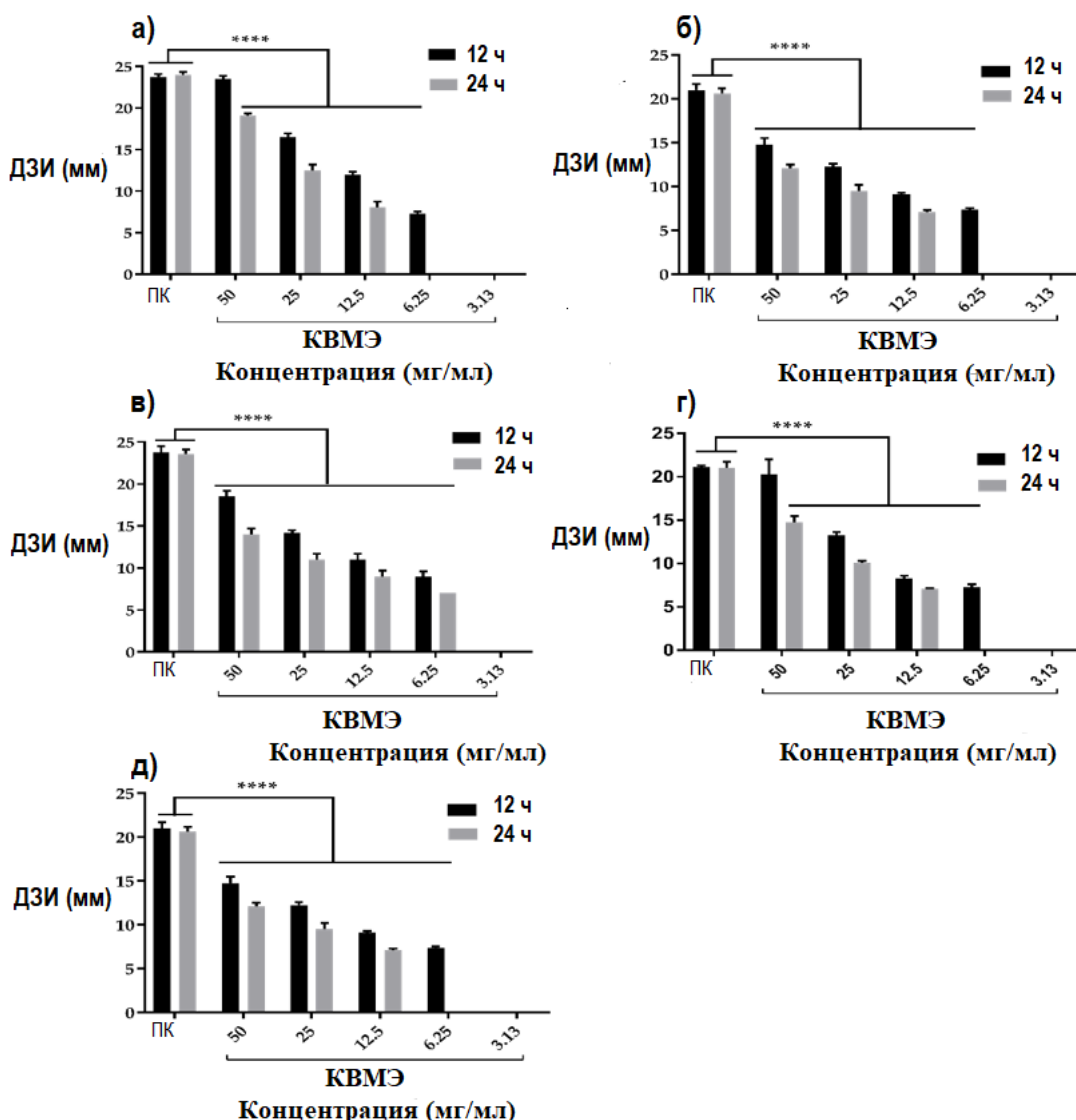 а)
****
12 ч
24 ч
25
20
15
10
5
0
ДЗИ (мм)
ПК
50
25
12.5
6.25
3.13
КВМЭ
Концентрация (мг/мл)
б)
****
12 ч
24 ч
25
20
15
10
5
0
ДЗИ (мм)
ПК
50
25
12.5
6.25
3.13
КВМЭ
Концентрация (мг/мл)
в)
****
12 ч
24 ч
25
20
15
10
5
0
ДЗИ (мм)
ПК
50
25
12.5
6.25
3.13
КВМЭ
Концентрация (мг/мл)
г)
****
12 ч
24 ч
25
20
15
10
5
0
ДЗИ (мм)
ПК
50
25
12.5
6.25
3.13
КВМЭ
Концентрация (мг/мл)
д)
****
12 ч
24 ч
25
20
15
10
5
0
ДЗИ (мм)
ПК
50
25
12.5
6.25
3.13
КВМЭ
Концентрация (мг/мл)